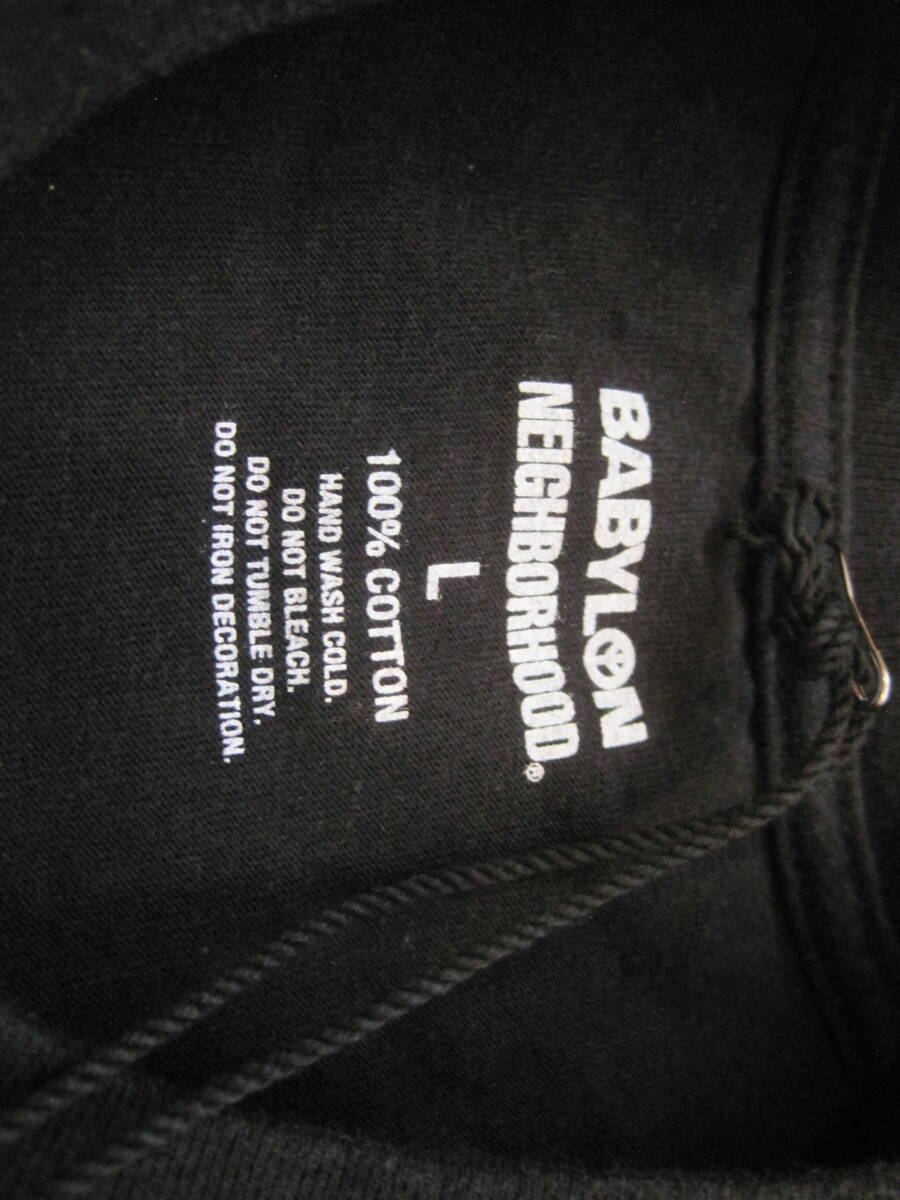 BABYLON
NEIGHBORHOOD®
L
100% COTTON
HAND WASH COLD.
DO NOT BLEACH.
DO NOT TUMBLE DRY.
DO NOT IRON DECORATION.